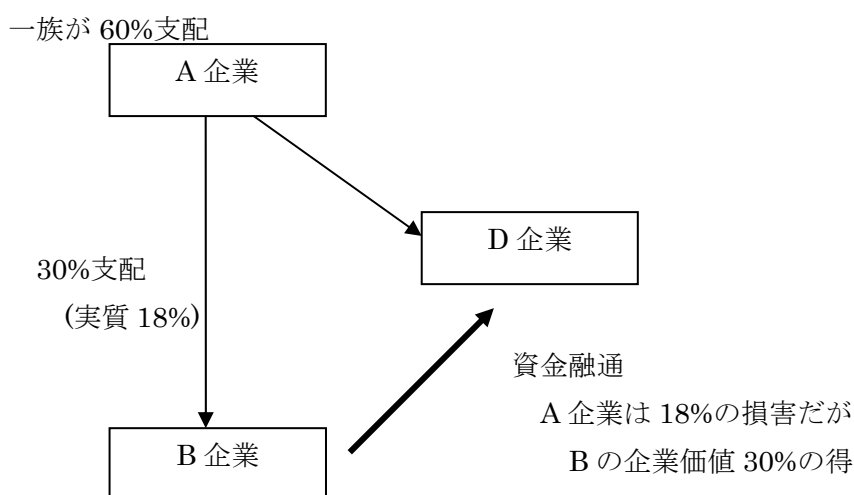 一族が 60%支配
A 企業
D 企業
30%支配
(実質 18%)
資金融通
A 企業は 18%の損害だが
B の企業価値 30%の得
B 企業